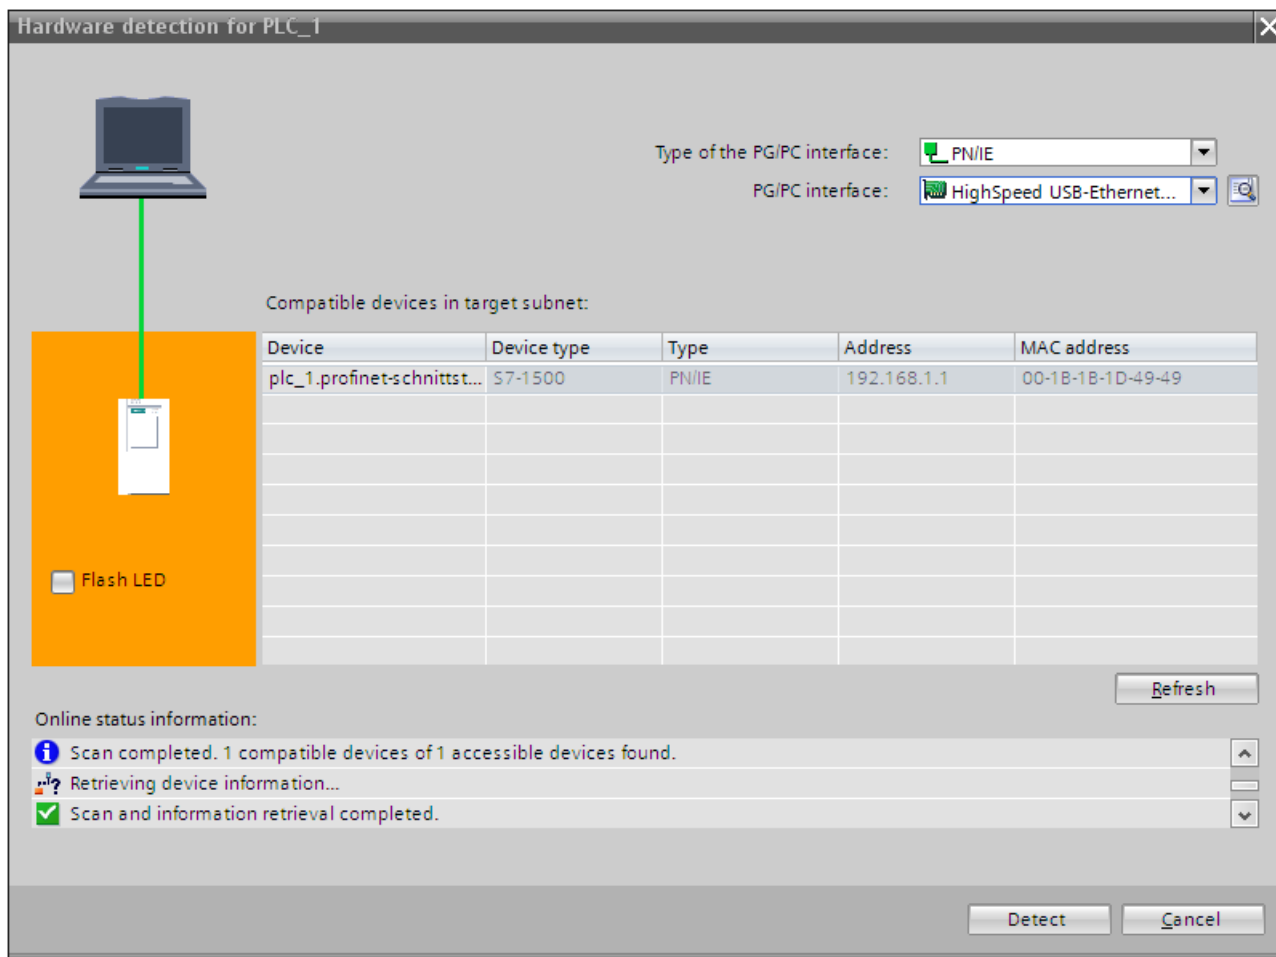 Hardware detection for PLC_1
Type of the PG/PC interface: PN/IE
PG/PC interface: HighSpeed USB-Ethernet...
Compatible devices in target subnet:
Device Device type Type Address MAC address
plc_1.profinet-schnittst... S7-1500 PN/IE 192.168.1.1 00-1B-1B-1D-49-49
Flash LED
Refresh
Online status information:
Scan completed. 1 compatible devices of 1 accessible devices found.
Retrieving device information...
Scan and information retrieval completed.
Detect Cancel